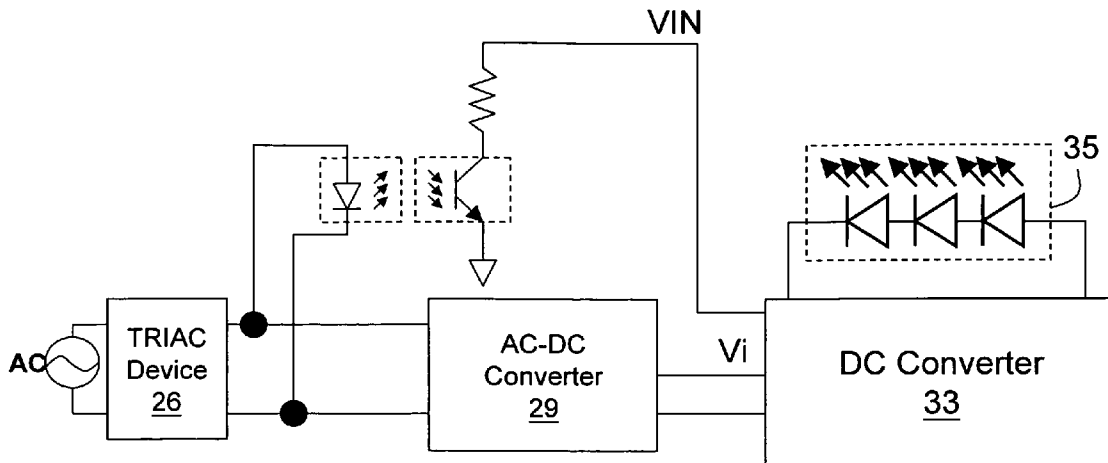 VIN
35
AC
TRIAC
Device
26
AC-DC
Converter
29
Vi
DC Converter
33